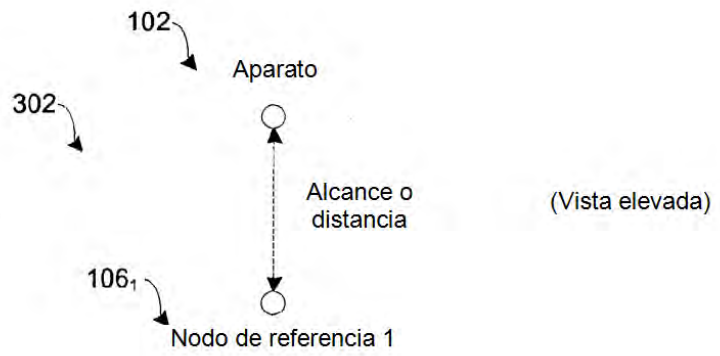 102
Aparato
302
Alcance o
distancia
(Vista elevada)
106₁
Nodo de referencia 1